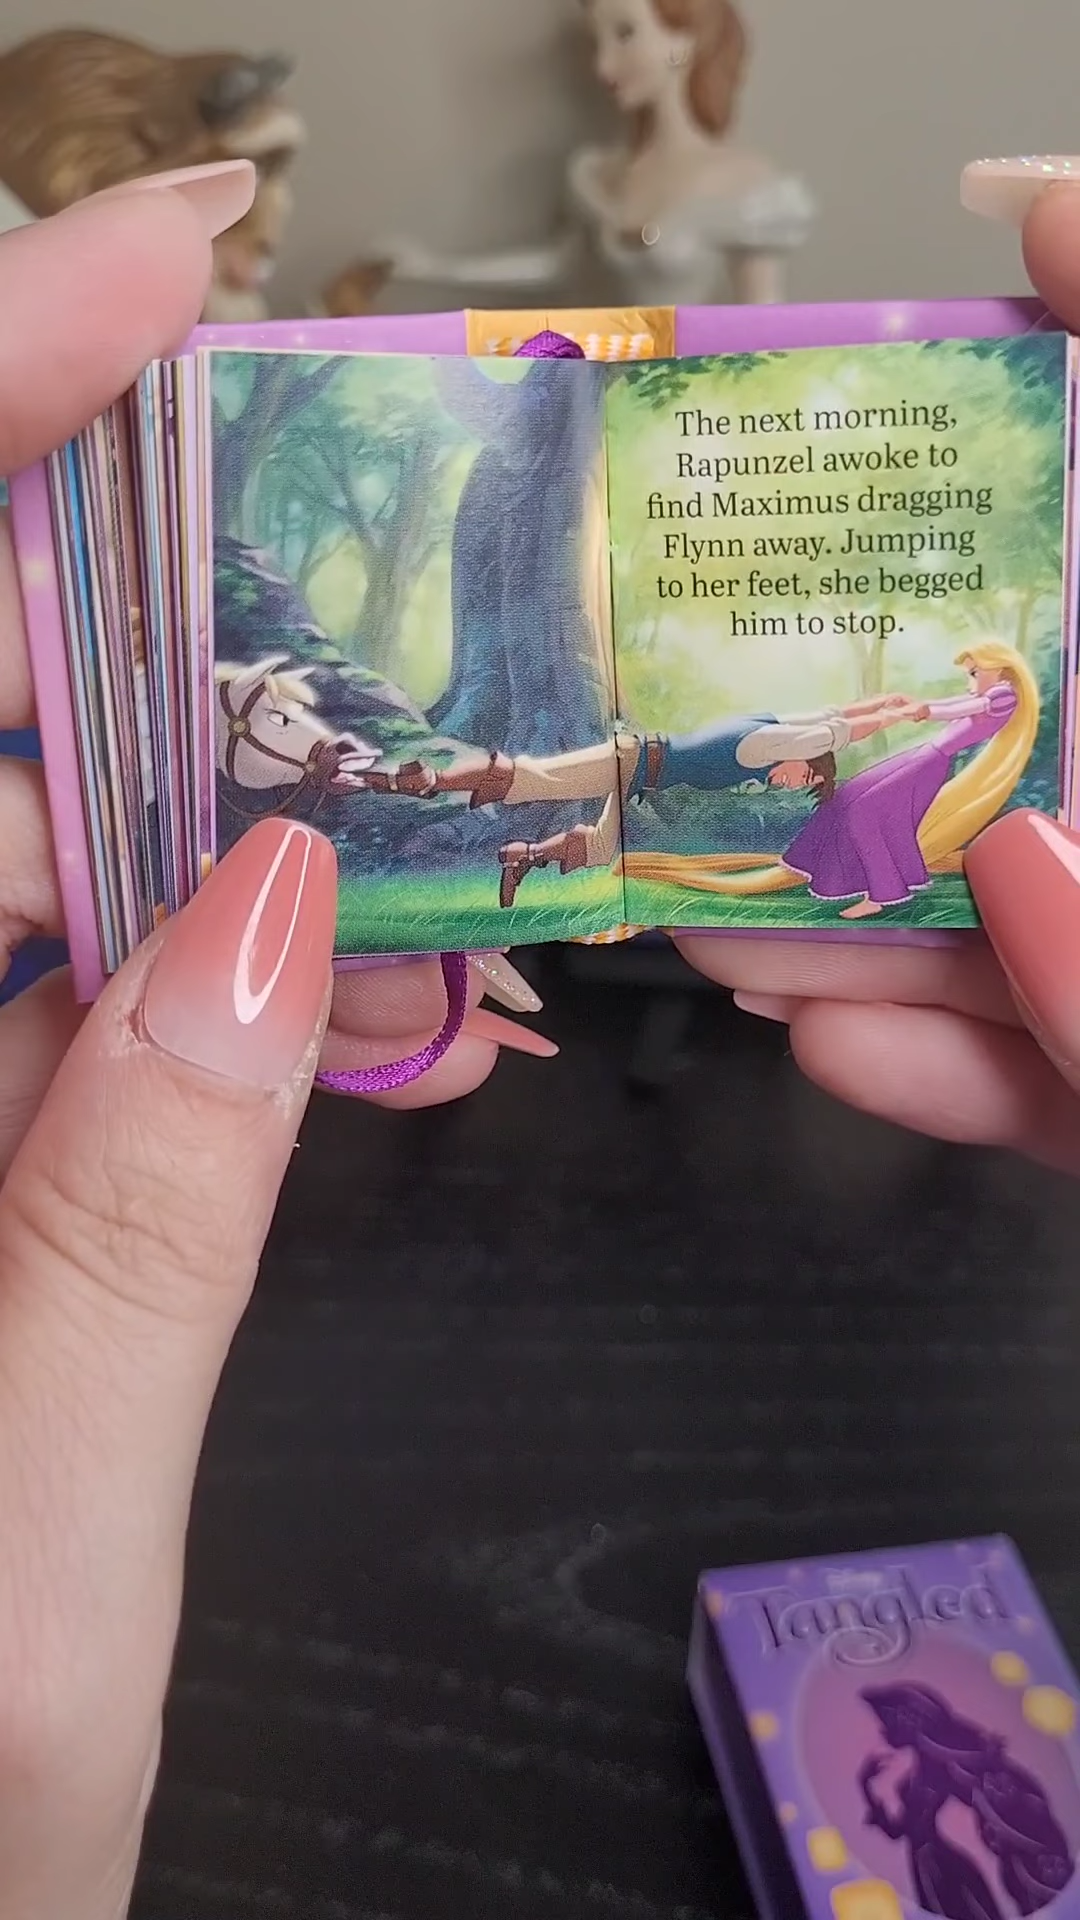 The next morning,
Rapunzel awoke to
find Maximus dragging
Flynn away. Jumping
to her feet, she begged
him to stop.
Tangled